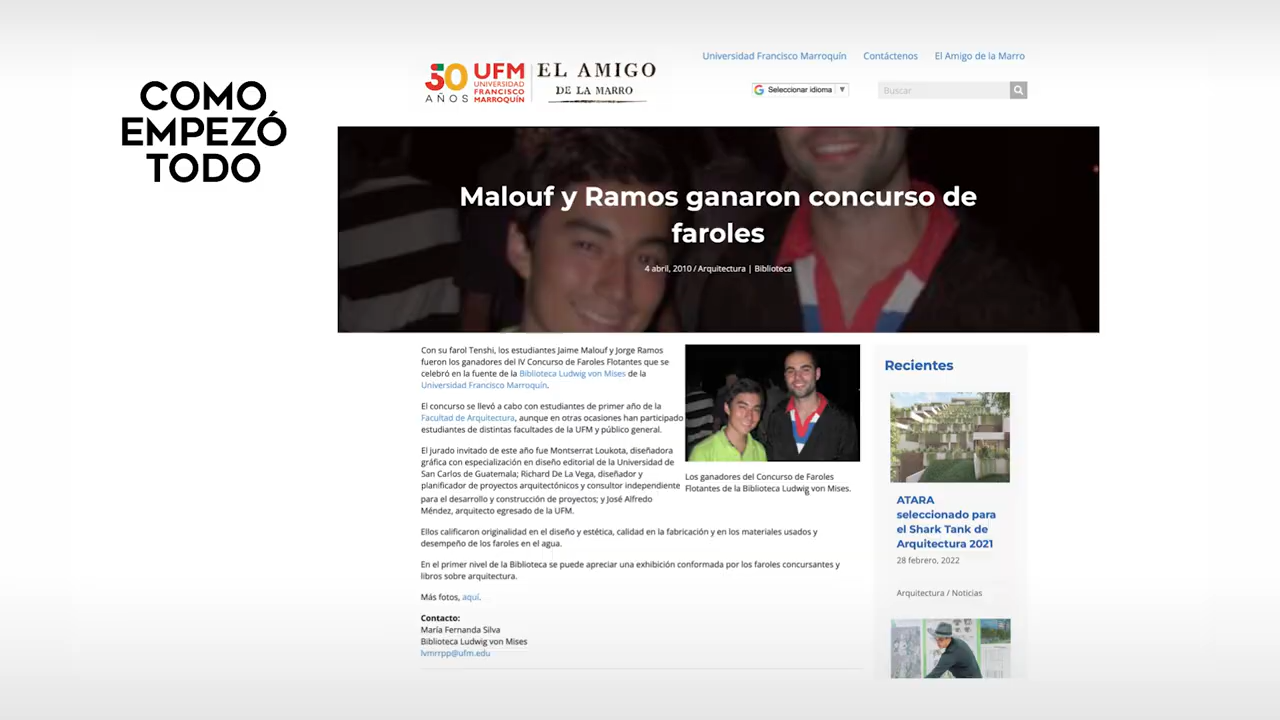 COMO
EMPEZÓ
TODO
50
AÑOS
UFM
UNIVERSIDAD
FRANCISCO
MARROQUÍN
EL AMIGO
DE LA MARRO
Universidad Francisco Marroquín Contáctenos El Amigo de la Marro
Seleccionar idioma ▼
Buscar
Malouf y Ramos ganaron concurso de
faroles
4 abril, 2010 / Arquitectura | Biblioteca
Con su farol Tenshi, los estudiantes Jaime Malouf y Jorge Ramos
fueron los ganadores del IV Concurso de Faroles Flotantes que se
celebró en la fuente de la Biblioteca Ludwig von Mises de la
Universidad Francisco Marroquín.
El concurso se llevó a cabo con estudiantes de primer año de la
Facultad de Arquitectura, aunque en otras ocasiones han participado
estudiantes de distintas facultades de la UFM y público general.
El jurado invitado de este año fue Montserrat Loukota, diseñadora
gráfica con especialización en diseño editorial de la Universidad de
San Carlos de Guatemala; Richard De La Vega, diseñador y
planificador de proyectos arquitectónicos y consultor independiente
para el desarrollo y construcción de proyectos; y José Alfredo
Méndez, arquitecto egresado de la UFM.
Ellos calificaron originalidad en el diseño y estética, calidad en la fabricación y en los materiales usados y
desempeño de los faroles en el agua.
En el primer nivel de la Biblioteca se puede apreciar una exhibición conformada por los faroles concursantes y
libros sobre arquitectura.
Más fotos, aquí.
Contacto:
María Fernanda Silva
Biblioteca Ludwig von Mises
lvmrrpp@ufm.edu
Los ganadores del Concurso de Faroles
Flotantes de la Biblioteca Ludwig von Mises.
Recientes
ATARA
seleccionado para
el Shark Tank de
Arquitectura 2021
28 febrero, 2022
Arquitectura / Noticias